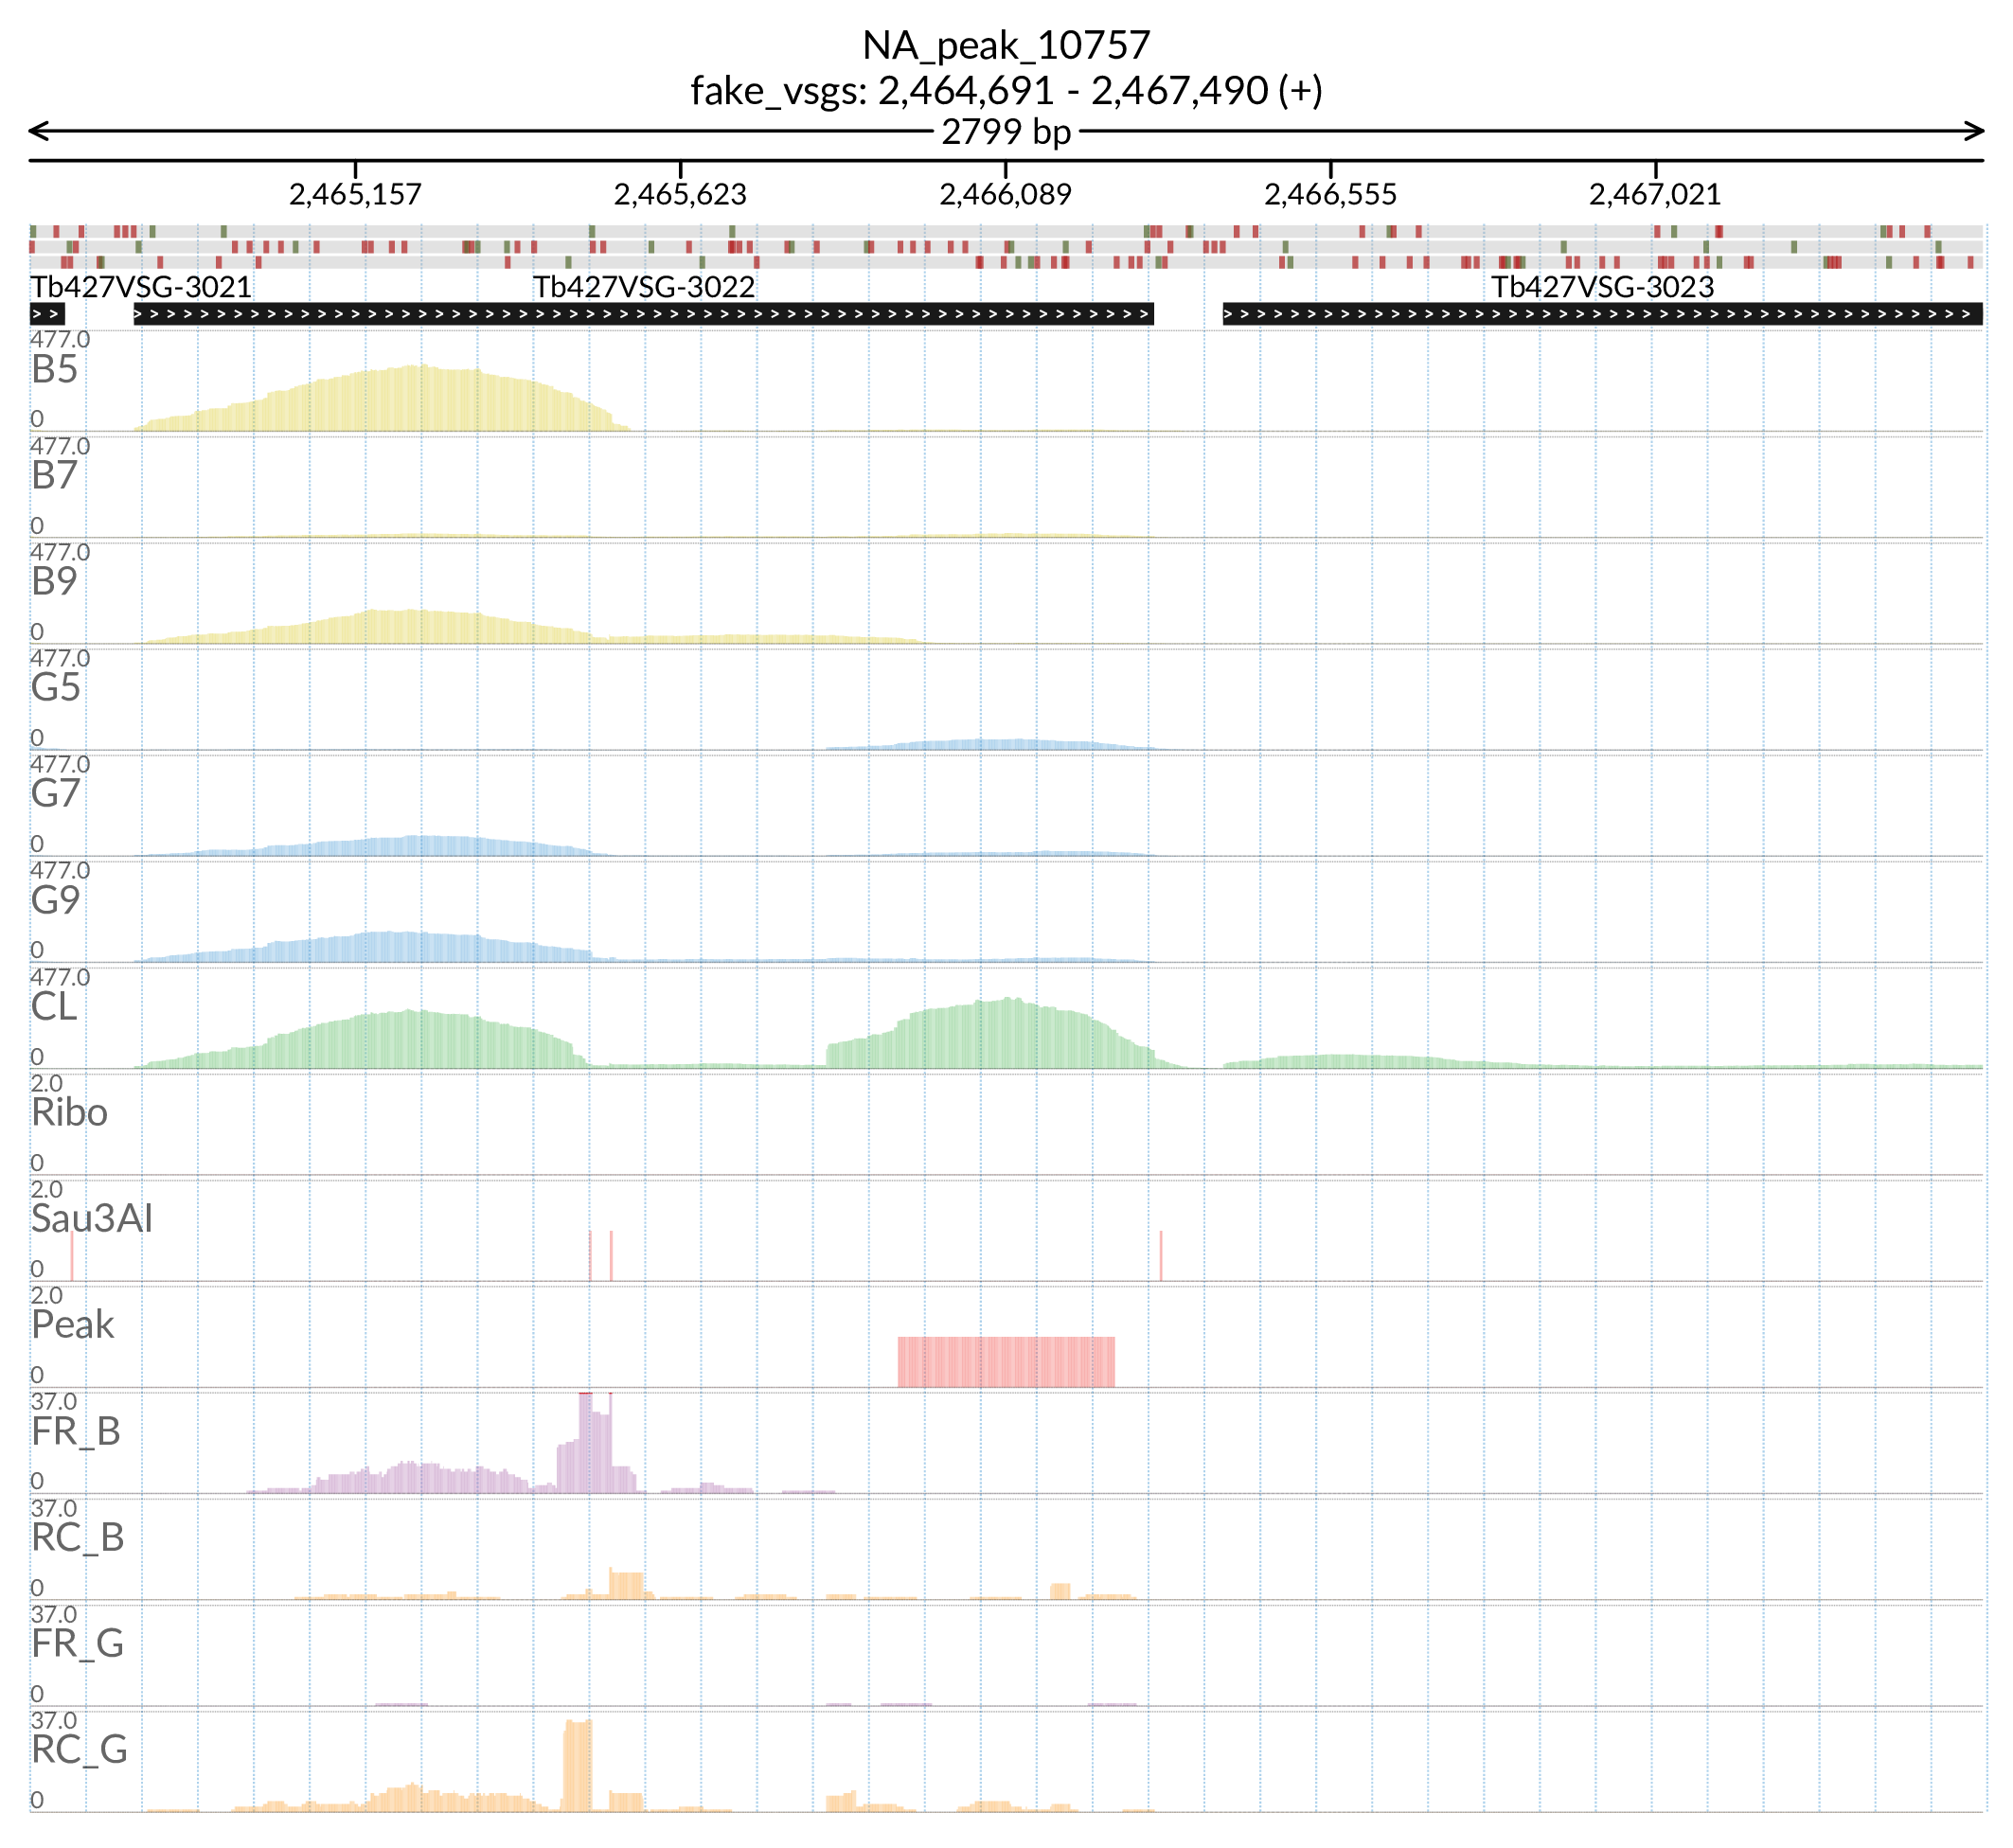 NA_peak_10757
fake_vsgs: 2,464,691 - 2,467,490 (+)
2799 bp
2,465,157 2,465,623 2,466,089 2,466,555 2,467,021
Tb427VSG-3021 Tb427VSG-3022 Tb427VSG-3023
477.0
B5
0
477.0
B7
0
477.0
B9
0
477.0
G5
0
477.0
G7
0
477.0
G9
0
477.0
CL
0
2.0
Ribo
0
2.0
Sau3AI
0
2.0
Peak
0
37.0
FR_B
0
37.0
RC_B
0
37.0
FR_G
0
37.0
RC_G
0